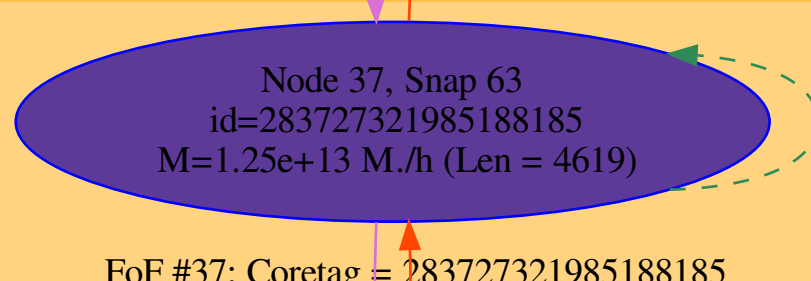 Node 37, Snap 63
id=283727321985188185
M=1.25e+13 M./h (Len = 4619)
FoF #37; Coretag = 283727321985188185